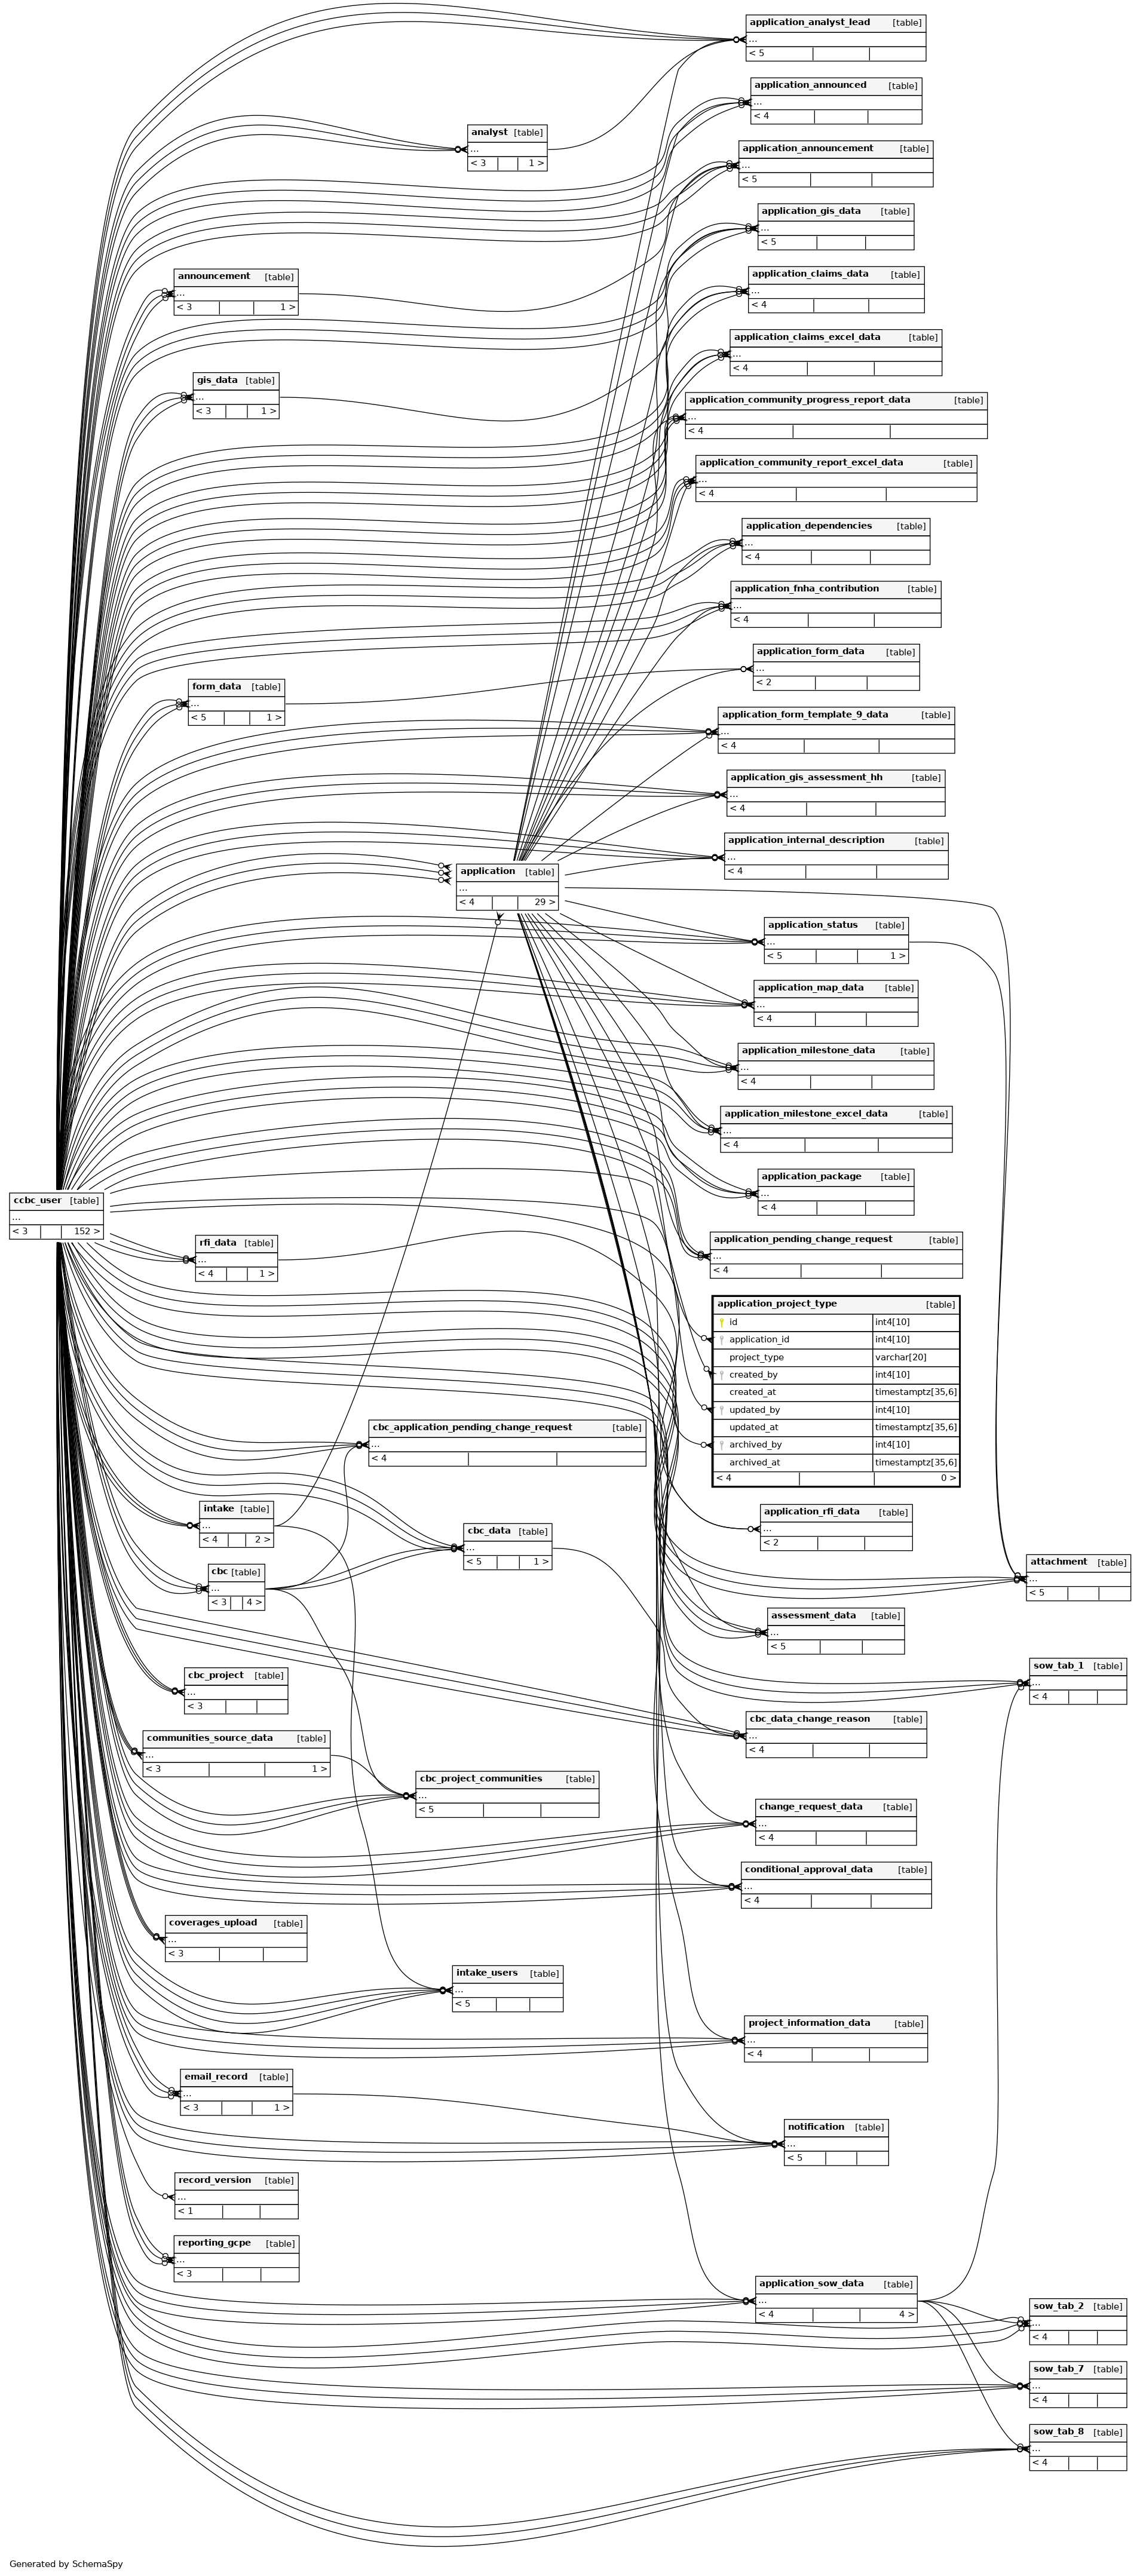 application_analyst_lead [table]
...
< 5
application_announced [table]
...
< 4
analyst [table]
...
< 3 1 >
application_announcement [table]
...
< 5
application_gis_data [table]
...
< 5
announcement [table]
...
< 3 1 >
application_claims_data [table]
...
< 4
application_claims_excel_data [table]
...
< 4
gis_data [table]
...
< 3 1 >
application_community_progress_report_data [table]
...
< 4
application_community_report_excel_data [table]
...
< 4
application_dependencies [table]
...
< 4
application_fnha_contribution [table]
...
< 4
application_form_data [table]
...
< 2
form_data [table]
...
< 5 1 >
application_form_template_9_data [table]
...
< 4
application_gis_assessment_hh [table]
...
< 4
application_internal_description [table]
...
< 4
application [table]
...
< 4 29 >
application_status [table]
...
< 5 1 >
application_map_data [table]
...
< 4
application_milestone_data [table]
...
< 4
application_milestone_excel_data [table]
...
< 4
application_package [table]
...
< 4
ccbc_user [table]
...
< 3 152 >
application_pending_change_request [table]
...
< 4
rfi_data [table]
...
< 4 1 >
application_project_type [table]
id int4[10]
application_id int4[10]
project_type varchar[20]
created_by int4[10]
created_at timestamptz[35,6]
updated_by int4[10]
updated_at timestamptz[35,6]
archived_by int4[10]
archived_at timestamptz[35,6]
< 4 0 >
cbc_application_pending_change_request [table]
...
< 4
intake [table]
...
< 4 2 >
application_rfi_data [table]
...
< 2
cbc_data [table]
...
< 5 1 >
attachment [table]
...
< 5
cbc [table]
...
< 3 4 >
assessment_data [table]
...
< 5
sow_tab_1 [table]
...
< 4
cbc_project [table]
...
< 3
cbc_data_change_reason [table]
...
< 4
communities_source_data [table]
...
< 3 1 >
cbc_project_communities [table]
...
< 5
change_request_data [table]
...
< 4
conditional_approval_data [table]
...
< 4
coverages_upload [table]
...
< 3
intake_users [table]
...
< 5
project_information_data [table]
...
< 4
email_record [table]
...
< 3 1 >
notification [table]
...
< 5
record_version [table]
...
< 1
reporting_gcpe [table]
...
< 3
application_sow_data [table]
...
< 4 4 >
sow_tab_2 [table]
...
< 4
sow_tab_7 [table]
...
< 4
sow_tab_8 [table]
...
< 4
Generated by SchemaSpy